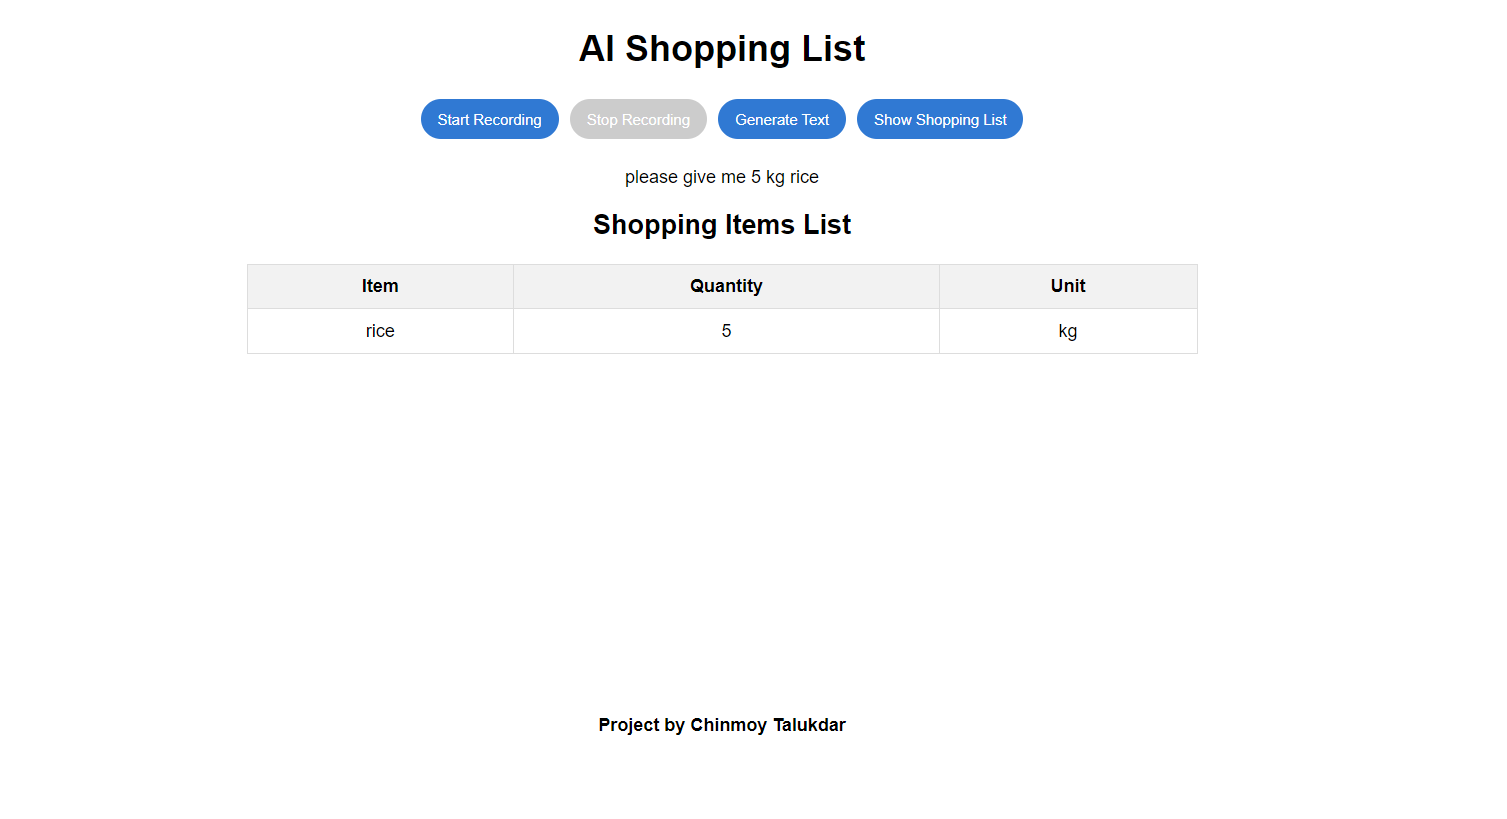 AI Shopping List
Start Recording Stop Recording Generate Text Show Shopping List
please give me 5 kg rice
Shopping Items List
Item Quantity Unit
rice 5 kg
Project by Chinmoy Talukdar